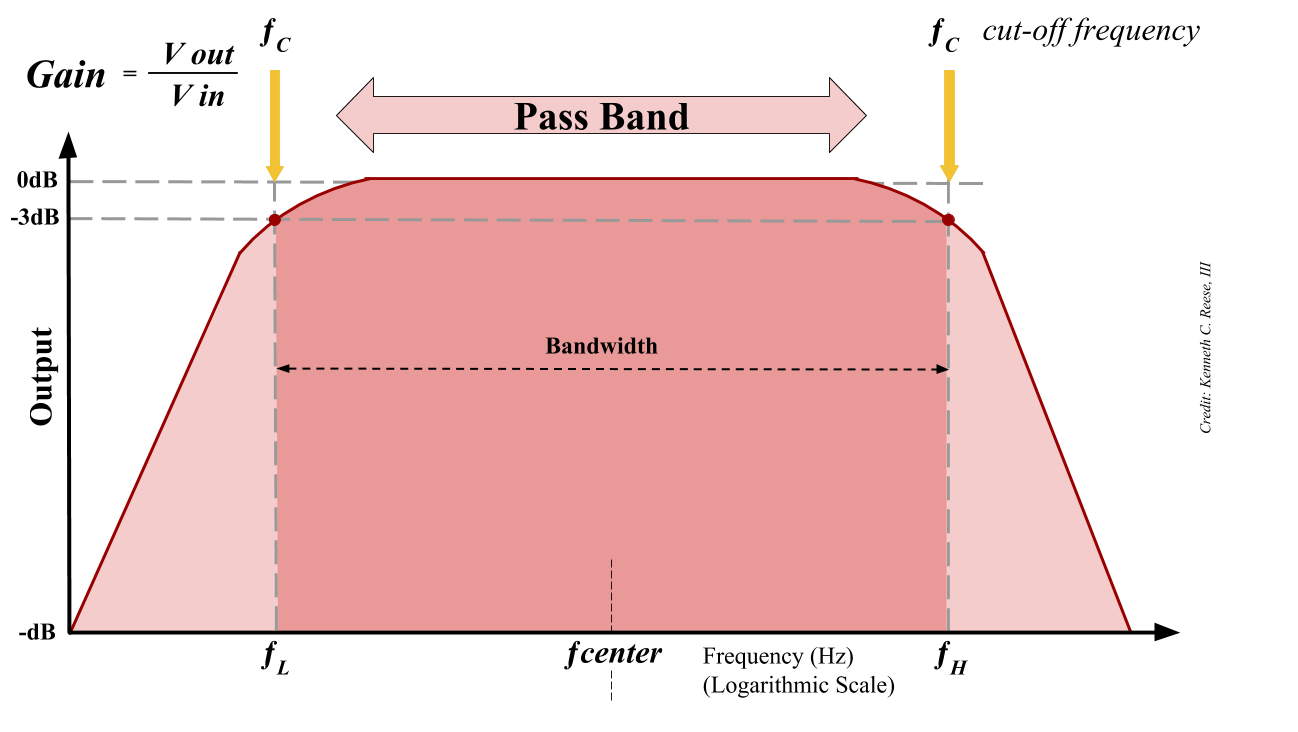 f C
f C cut-off frequency
Gain = V out
V in
Pass Band
0dB
-3dB
Output
Bandwidth
Credit: Kenneth C. Reese, III
-dB
f L
fcenter
Frequency (Hz)
(Logarithmic Scale)
f H